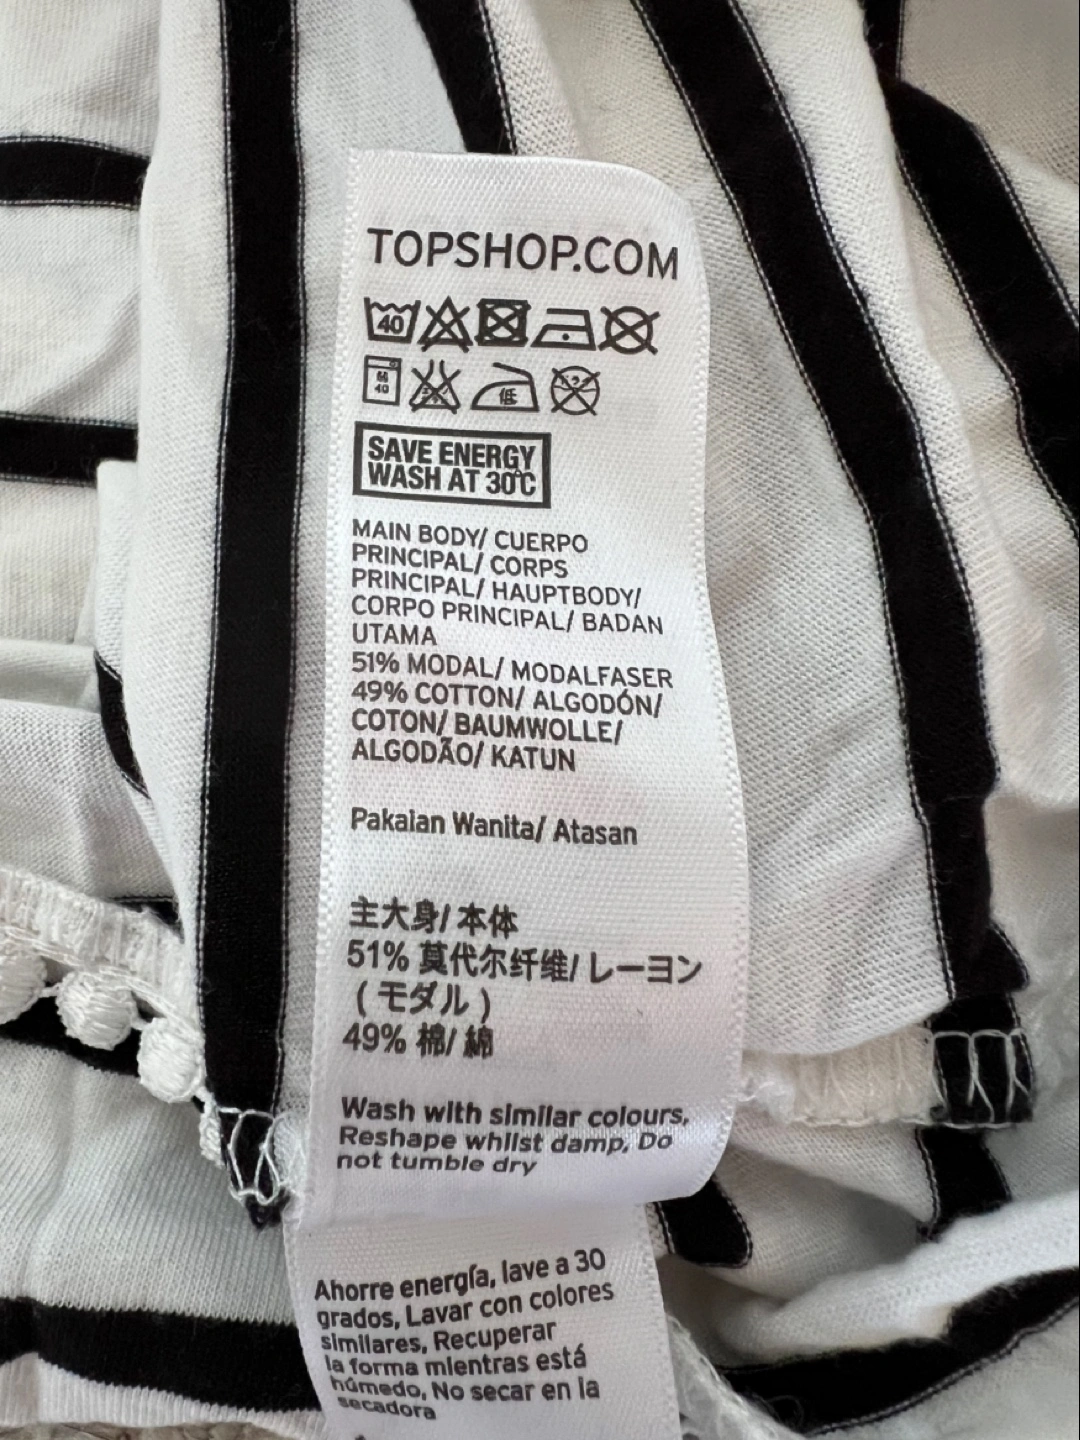 TOPSHOP.COM
40
弱
40
低
SAVE ENERGY
WASH AT 30°C
MAIN BODY/ CUERPO
PRINCIPAL/ CORPS
PRINCIPAL/ HAUPTBODY/
CORPO PRINCIPAL/ BADAN
UTAMA
51% MODAL/ MODALFASER
49% COTTON/ ALGODÓN/
COTON/ BAUMWOLLE/
ALGODÃO/ KATUN
Pakaian Wanita/ Atasan
主大身/ 本体
51% 莫代尔纤维/ レーヨン
( モダル )
49% 棉/ 綿
Wash with similar colours,
Reshape whilst damp, Do
not tumble dry
Ahorre energía, lave a 30
grados, Lavar con colores
similares, Recuperar
la forma mientras está
húmedo, No secar en la
secadora